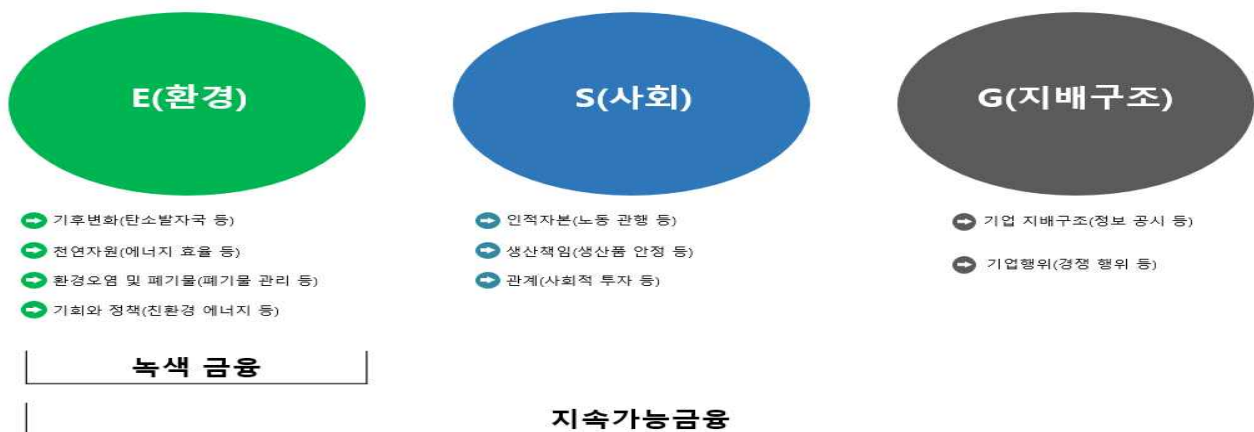 E(환경)
기후변화(탄소발자국 등)
천연자원(에너지 효율 등)
환경오염 및 폐기물(폐기물 관리 등)
기회와 정책(친환경 에너지 등)
S(사회)
인적자본(노동 관행 등)
생산책임(생산품 안정 등)
관계(사회적 투자 등)
G(지배구조)
기업 지배구조(정보 공시 등)
기업행위(경쟁 행위 등)
녹색 금융
지속가능금융